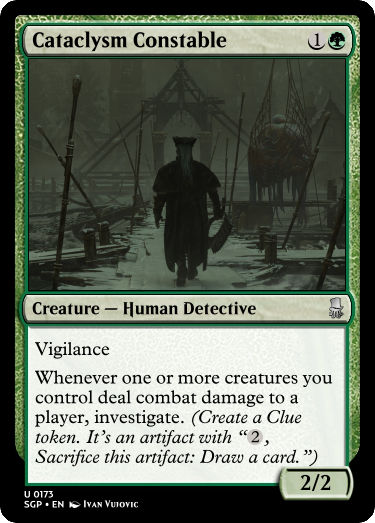 Cataclysm Constable 1
Creature — Human Detective
Vigilance
Whenever one or more creatures you
control deal combat damage to a
player, investigate. (Create a Clue
token. It's an artifact with “2,
Sacrifice this artifact: Draw a card.”)
2/2
U 0173
SGP • EN Ivan Vujovic